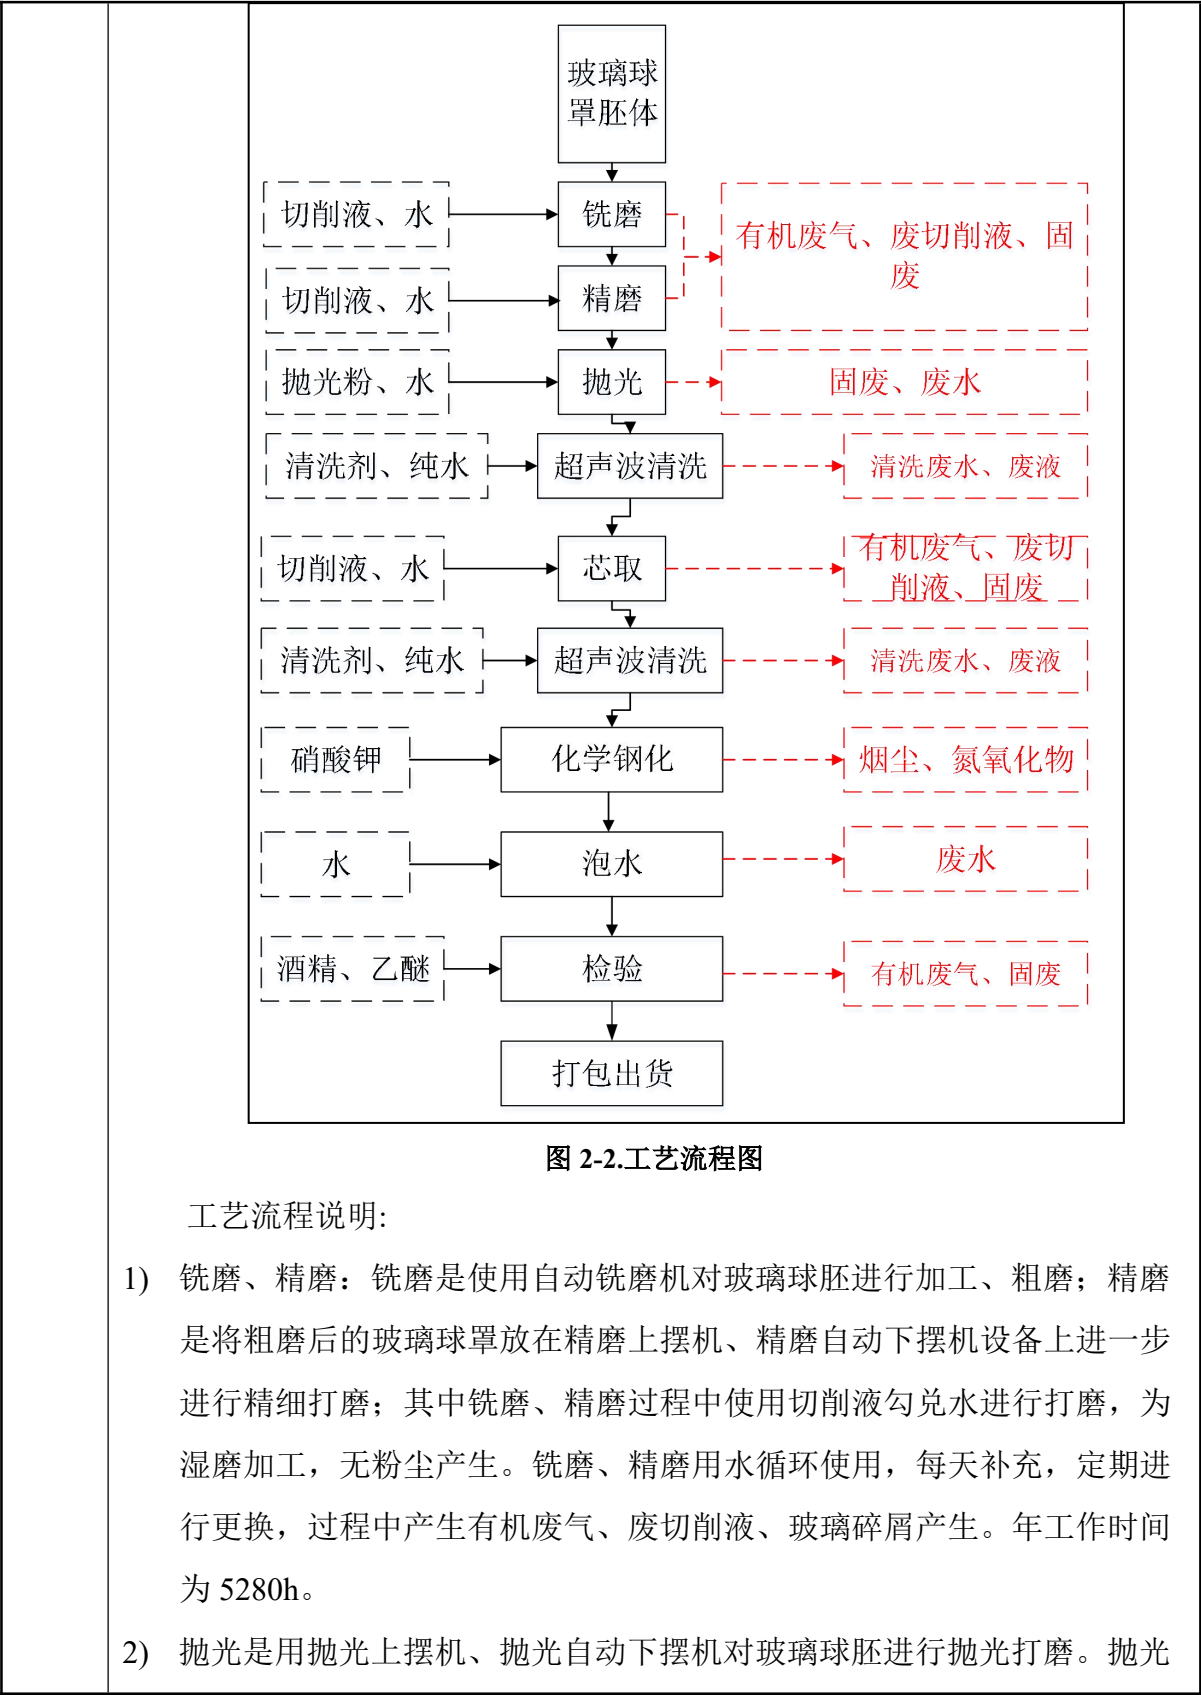 玻璃球
罩胚体
切削液、水
铣磨
有机废气、废切削液、固
废
切削液、水
精磨
抛光粉、水
抛光
固废、废水
清洗剂、纯水
超声波清洗
清洗废水、废液
切削液、水
芯取
有机废气、废切
削液、固废
清洗剂、纯水
超声波清洗
清洗废水、废液
硝酸钾
化学钢化
烟尘、氮氧化物
水
泡水
废水
酒精、乙醚
检验
有机废气、固废
打包出货
图 2-2.工艺流程图
工艺流程说明:
1) 铣磨、精磨：铣磨是使用自动铣磨机对玻璃球胚进行加工、粗磨；精磨
是将粗磨后的玻璃球罩放在精磨上摆机、精磨自动下摆机设备上进一步
进行精细打磨；其中铣磨、精磨过程中使用切削液勾兑水进行打磨，为
湿磨加工，无粉尘产生。铣磨、精磨用水循环使用，每天补充，定期进
行更换，过程中产生有机废气、废切削液、玻璃碎屑产生。年工作时间
为 5280h。
2) 抛光是用抛光上摆机、抛光自动下摆机对玻璃球胚进行抛光打磨。抛光